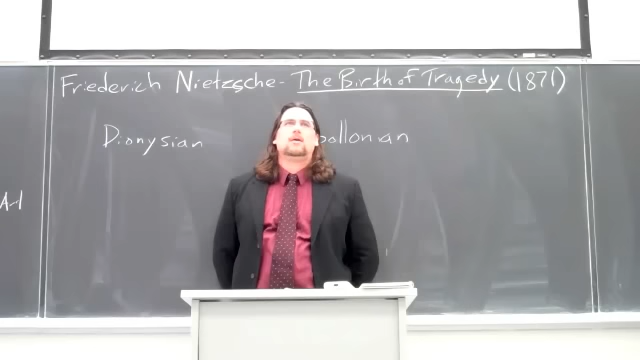 Friederich Nietzsche - The Birth of Tragedy (1871)
Dionysian pollonian